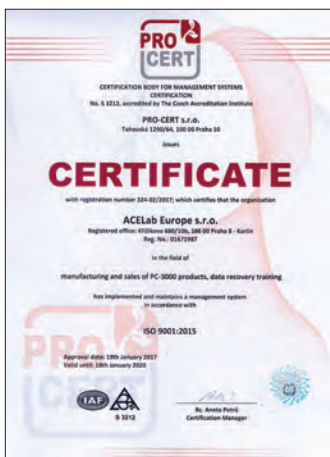 PRO
CERT
CERTIFICATION BODY FOR MANAGEMENT SYSTEMS
CERTIFICATION
No. S 3212, accredited by The Czech Accreditation Institute
PRO-CERT s.r.o.
1290/64, 100 00 Praha 10
issues
CERTIFICATE
with registration number 324-02/2017; which certifies that the organisation
ACELab Europe s.r.o.
Registered office: Křižíkova 680/10b, 186 00 Praha 8 - Karlín
Reg. No.: 01671987
in the field of
manufacturing and sales of PC-3000 products, data recovery training
has implemented and maintains a management system
in accordance with
ISO 9001:2015
PRO
CERT
Approval date: 19th January 2017
Valid until: 18th January 2020
IAF
S 3212
Bc. Aneta Petrů
Certification Manager